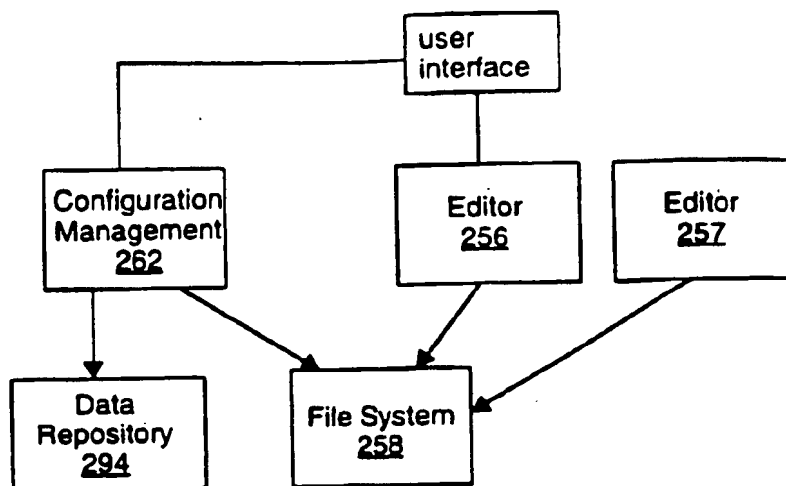 user
interface
Configuration
Management
262
Editor
256
Editor
257
Data
Repository
294
File System
258